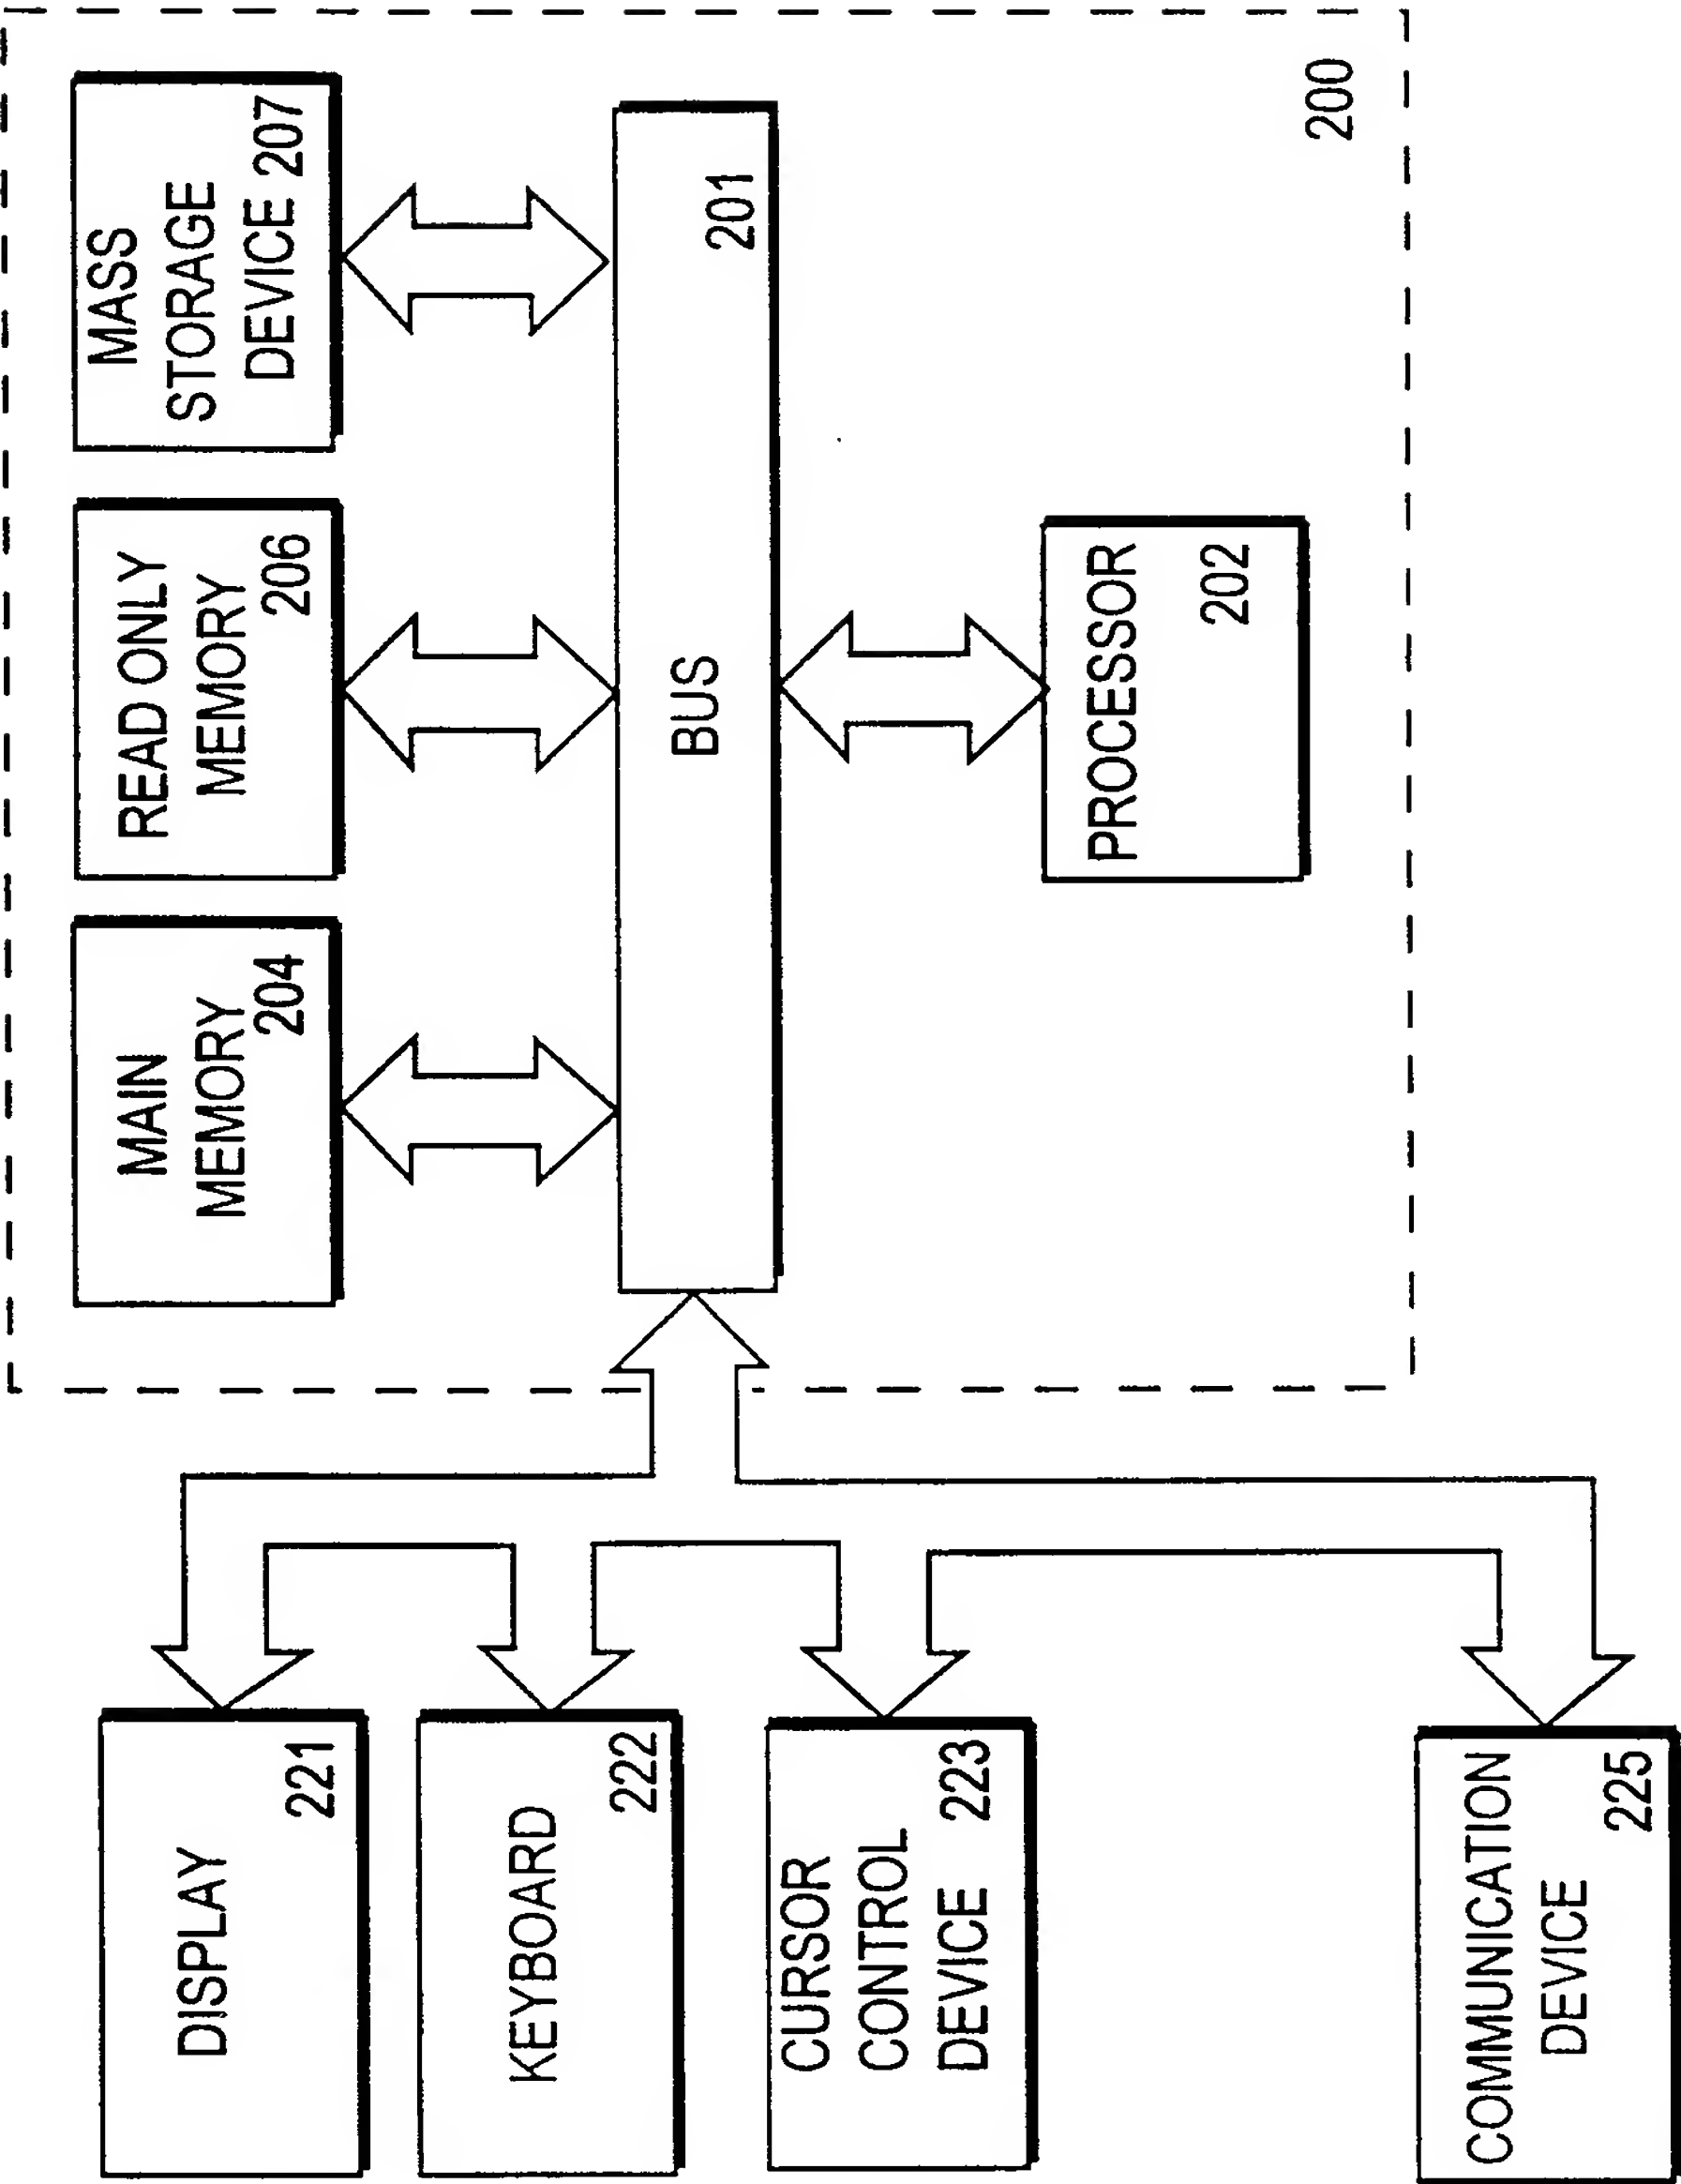 DISPLAY
221
KEYBOARD
222
CURSOR
CONTROL
DEVICE 223
COMMUNICATION
DEVICE
225
MAIN
MEMORY
204
READ ONLY
MEMORY
206
MASS
STORAGE
DEVICE 207
BUS
201
PROCESSOR
202
200